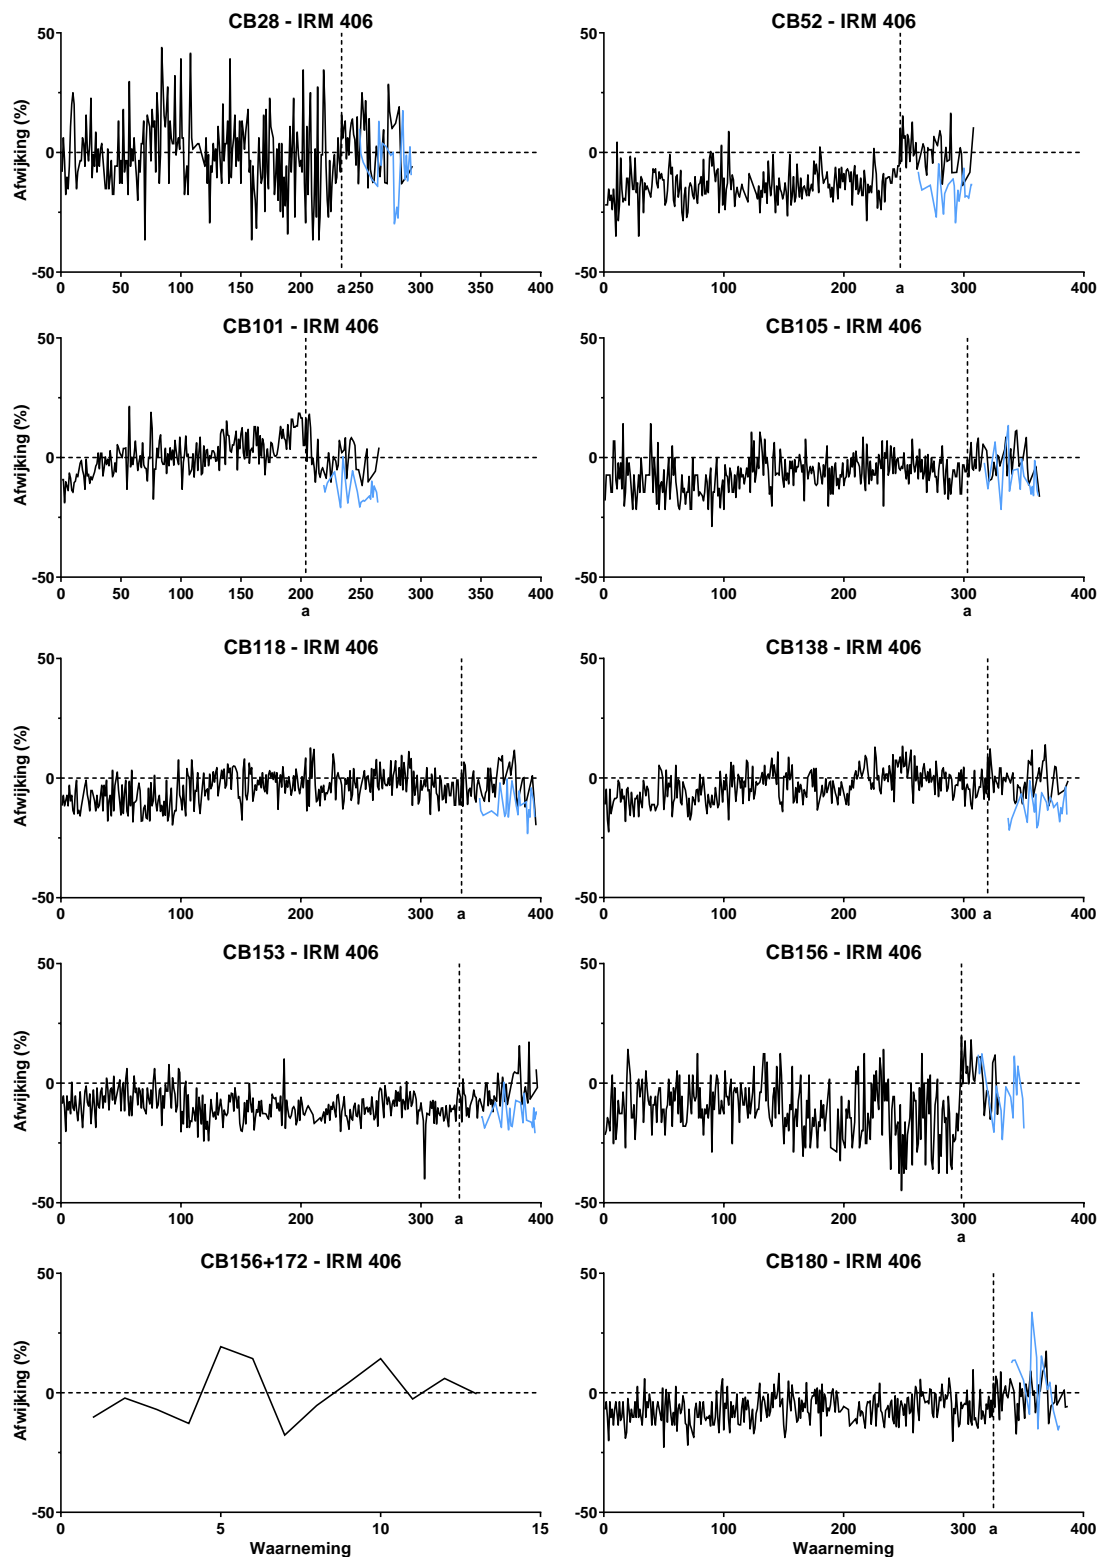 CB28 - IRM 406
CB52 - IRM 406
Afwijking (%)
50
0
-50
0 50 100 150 200 a 250 300 350 400
50
0
-50
0 100 200 a 300 400
CB101 - IRM 406
CB105 - IRM 406
Afwijking (%)
50
0
-50
0 50 100 150 200 250 300 350 400
a
50
0
-50
0 100 200 300 400
a
CB118 - IRM 406
CB138 - IRM 406
Afwijking (%)
50
0
-50
0 100 200 300 a 400
50
0
-50
0 100 200 300 a 400
CB153 - IRM 406
CB156 - IRM 406
Afwijking (%)
50
0
-50
0 100 200 300 a 400
50
0
-50
0 100 200 300 400
a
CB156+172 - IRM 406
CB180 - IRM 406
Afwijking (%)
50
0
-50
0 5 10 15
Waarneming
50
0
-50
0 100 200 300 a 400
Waarneming